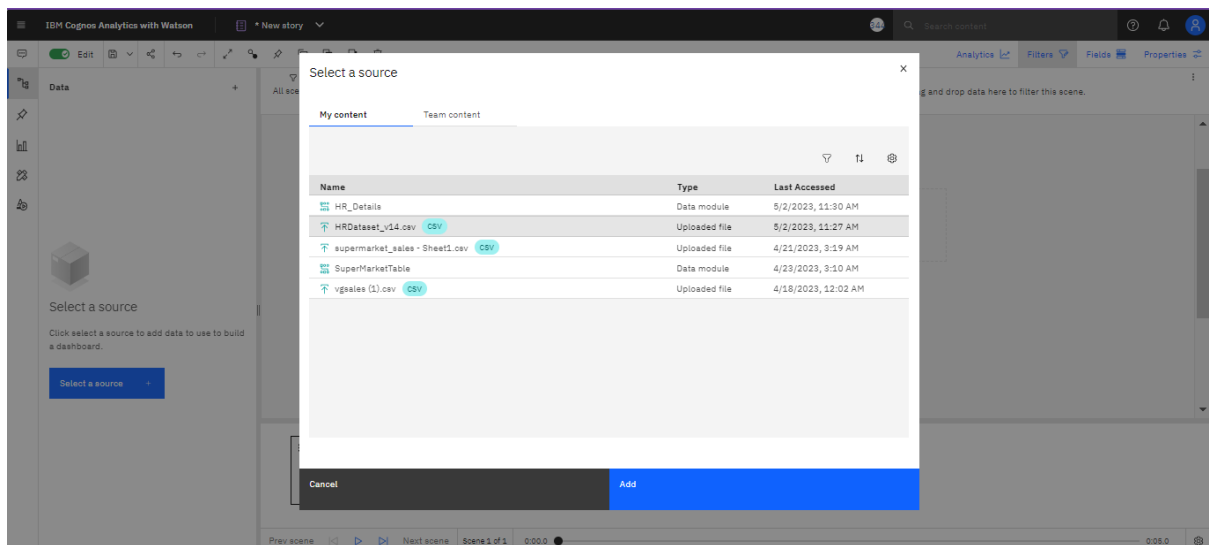 IBM Cognos Analytics with Watson
* New story
Search content
Edit
Analytics
Filters
Fields
Properties
Data
+
All sce
g and drop data here to filter this scene.
Select a source
My content
Team content
Name Type Last Accessed
HR_Details Data module 5/2/2023, 11:30 AM
HRDataset_v14.csv CSV Uploaded file 5/2/2023, 11:27 AM
supermarket_sales - Sheet1.csv CSV Uploaded file 4/21/2023, 3:19 AM
SuperMarketTable Data module 4/23/2023, 3:10 AM
vgsales (1).csv CSV Uploaded file 4/18/2023, 12:02 AM
Select a source
Click select a source to add data to use to build
a dashboard.
Select a source +
Cancel
Add
Prev scene Next scene Scene 1 of 1 0:00.0 0:05.0